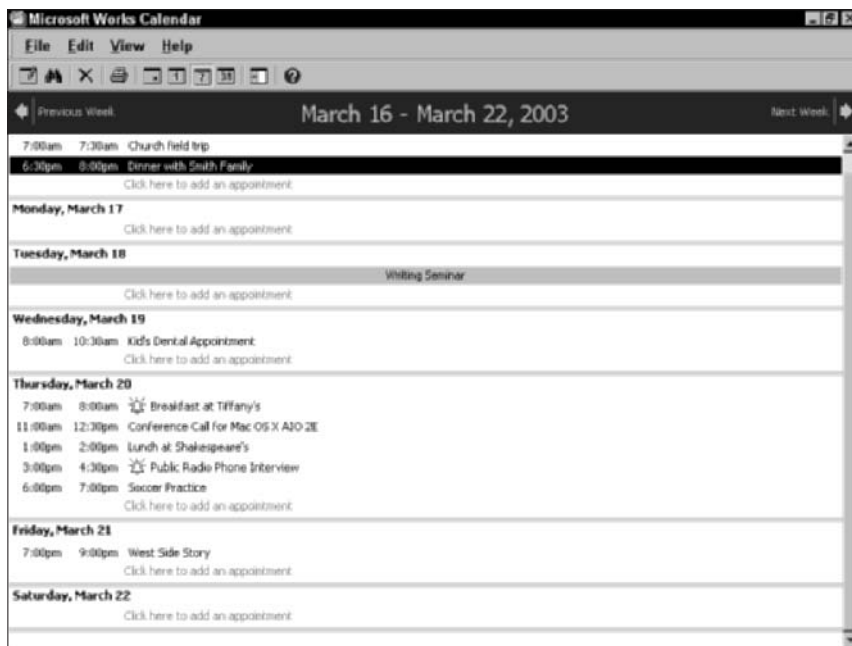 Microsoft Works Calendar
File Edit View Help
1 7 31
Previous Week March 16 - March 22, 2003 Next Week
7:00am 7:30am Church field trip
6:30pm 8:00pm Dinner with Smith Family
Click here to add an appointment
Monday, March 17
Click here to add an appointment
Tuesday, March 18
Writing Seminar
Click here to add an appointment
Wednesday, March 19
8:00am 10:30am Kid's Dental Appointment
Click here to add an appointment
Thursday, March 20
7:00am 8:00am Breakfast at Tiffany's
11:00am 12:30pm Conference Call for Mac OS X AIO 2E
1:00pm 2:00pm Lunch at Shakespeare's
3:00pm 4:30pm Public Radio Phone Interview
6:00pm 7:00pm Soccer Practice
Click here to add an appointment
Friday, March 21
7:00pm 9:00pm West Side Story
Click here to add an appointment
Saturday, March 22
Click here to add an appointment